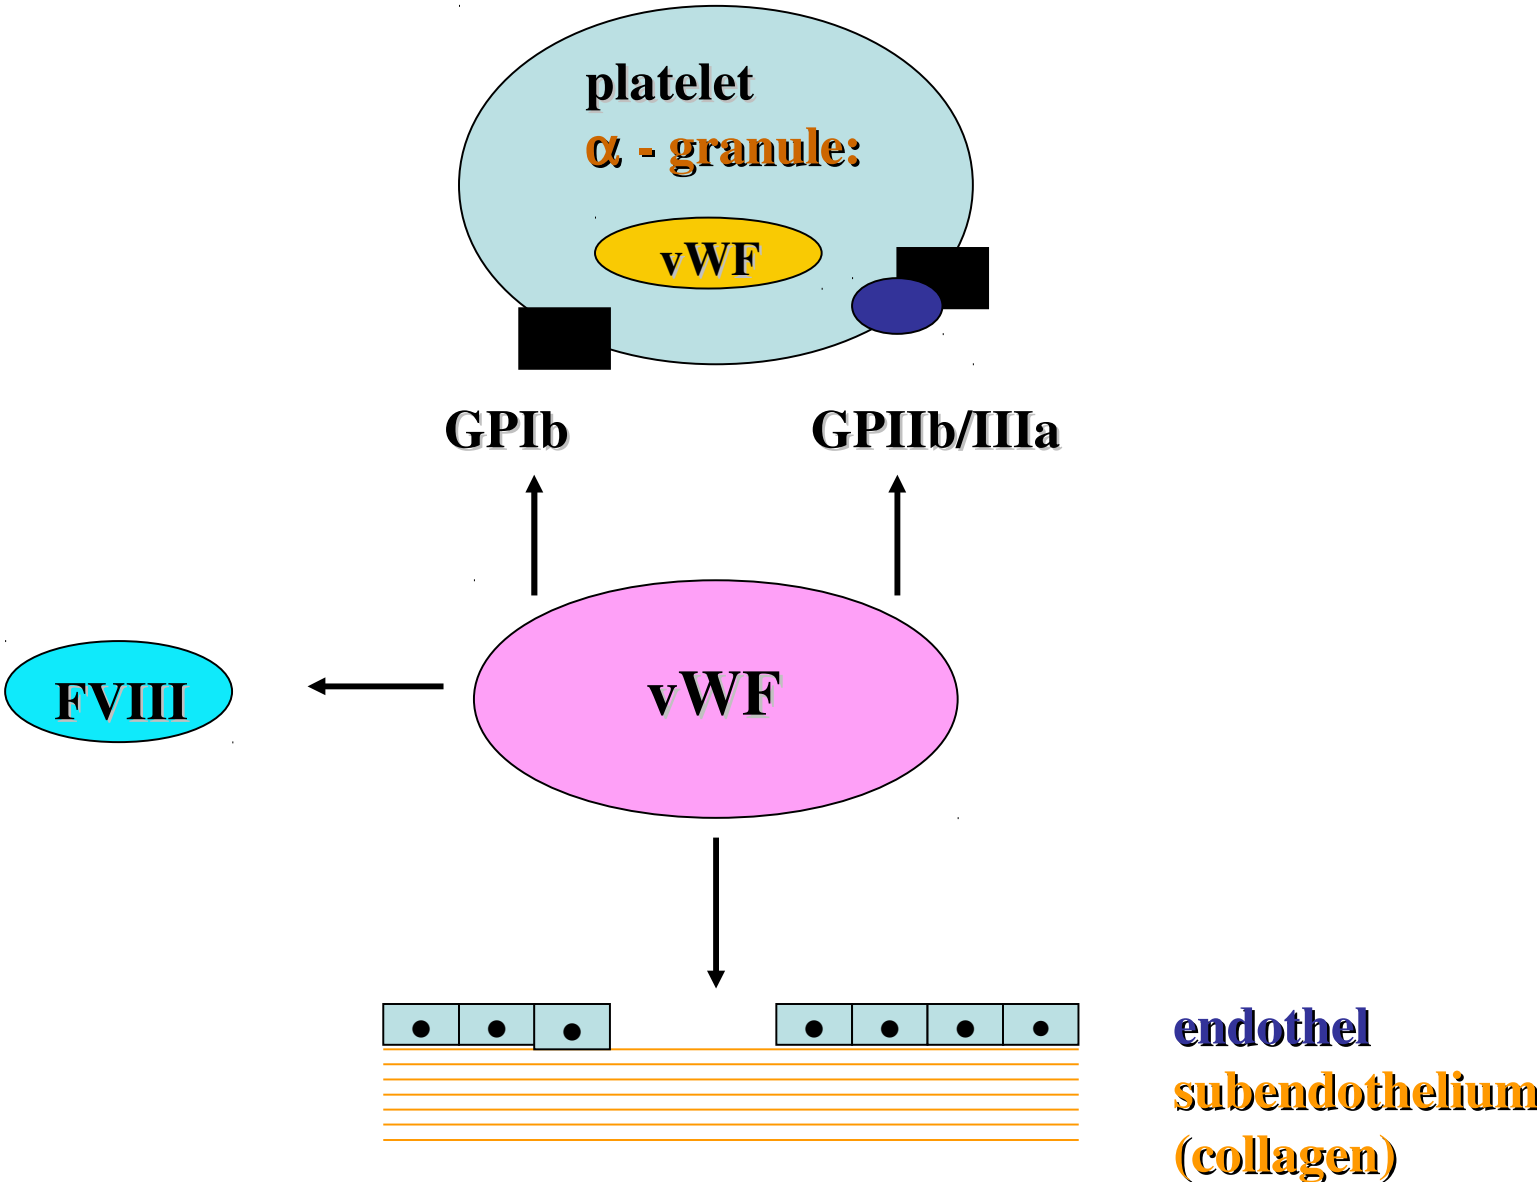 platelet
α - granule:
vWF
GPIb
GPIIb/IIIa
vWF
FVIII
endothel
subendothelium
(collagen)